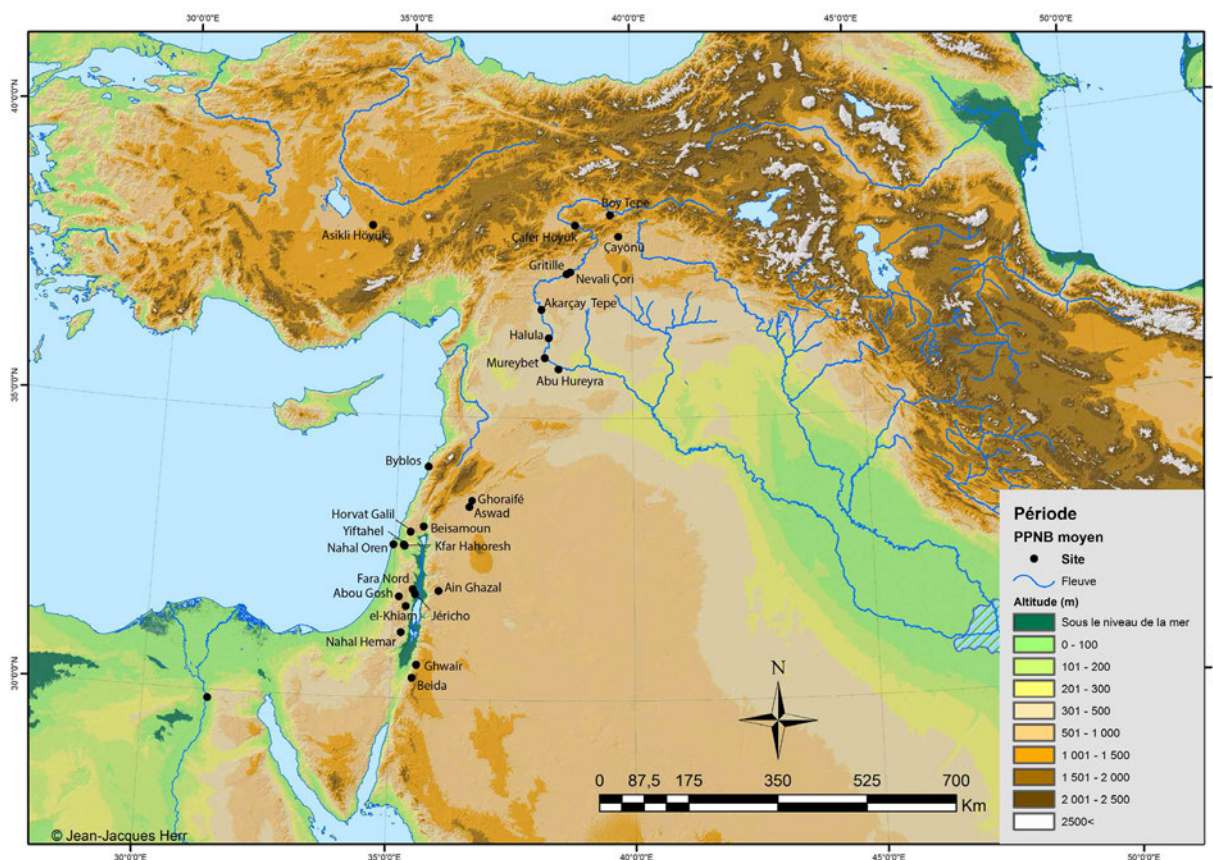 30°0'0"E
35°0'0"E
40°0'0"E
45°0'0"E
50°0'0"E
40°0'0"N
35°0'0"N
30°0'0"N
Boy Tepe
Asikli Höyük
Çafer Höyük
Çayönü
Gritille
Nevali Çori
Akarçay Tepe
Halula
Mureybet
Abu Hureyra
Byblos
Ghoraifé
Aswad
Horvat Galil
Beisamoun
Yiftahel
Nahal Oren
Kfar Hahoresh
Fara Nord
Ain Ghazal
Abou Gosh
el-Khiam
Jéricho
Nahal Hemar
Ghwair
Beida
N
0 87,5 175 350 525 700
Km
Période
PPNB moyen
Site
Fleuve
Altitude (m)
Sous le niveau de la mer
0 - 100
101 - 200
201 - 300
301 - 500
501 - 1 000
1 001 - 1 500
1 501 - 2 000
2 001 - 2 500
2500<
© Jean-Jacques Herr
30°0'0"E
35°0'0"E
40°0'0"E
45°0'0"E
50°0'0"E